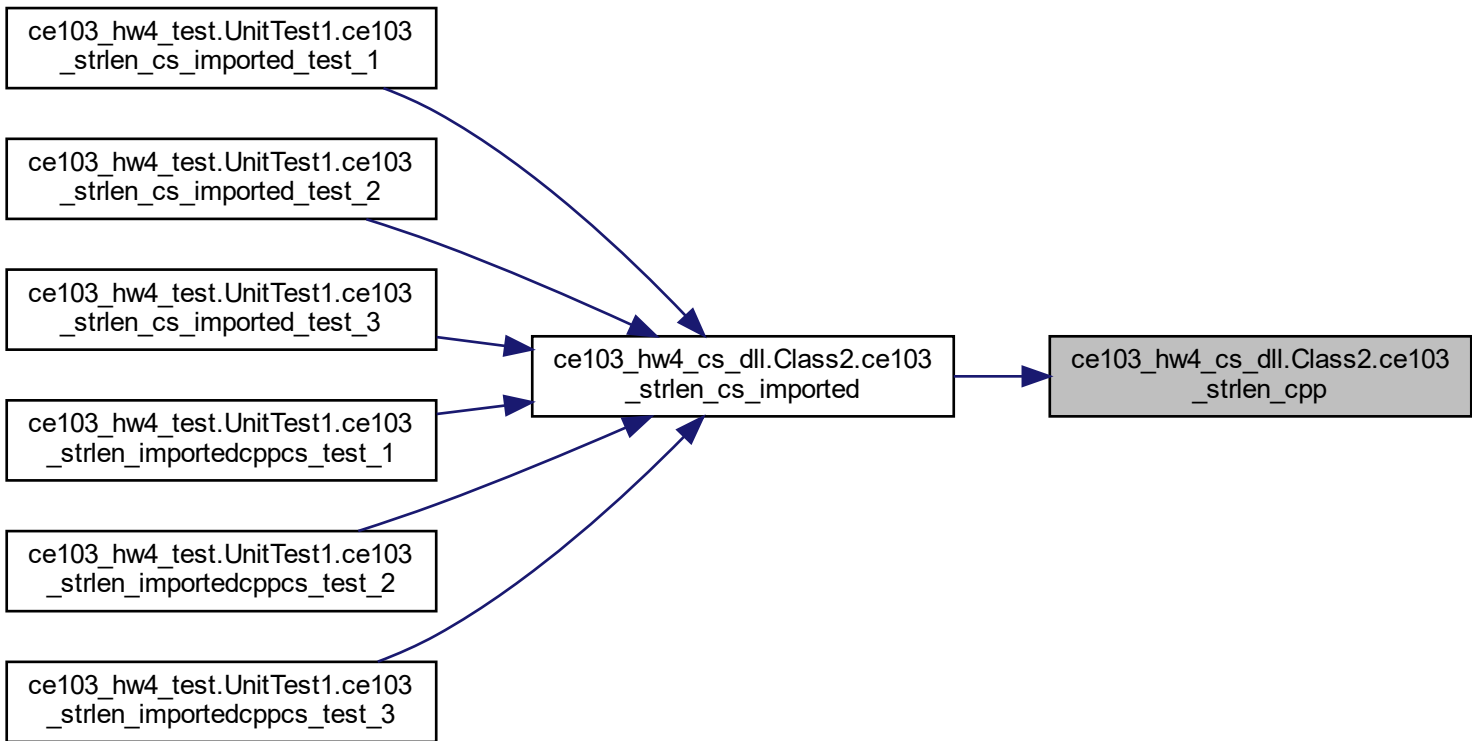 ce103_hw4_test.UnitTest1.ce103
_strlen_cs_imported_test_1
ce103_hw4_test.UnitTest1.ce103
_strlen_cs_imported_test_2
ce103_hw4_test.UnitTest1.ce103
_strlen_cs_imported_test_3
ce103_hw4_test.UnitTest1.ce103
_strlen_importedcppcs_test_1
ce103_hw4_test.UnitTest1.ce103
_strlen_importedcppcs_test_2
ce103_hw4_test.UnitTest1.ce103
_strlen_importedcppcs_test_3
ce103_hw4_cs_dll.Class2.ce103
_strlen_cs_imported
ce103_hw4_cs_dll.Class2.ce103
_strlen_cpp